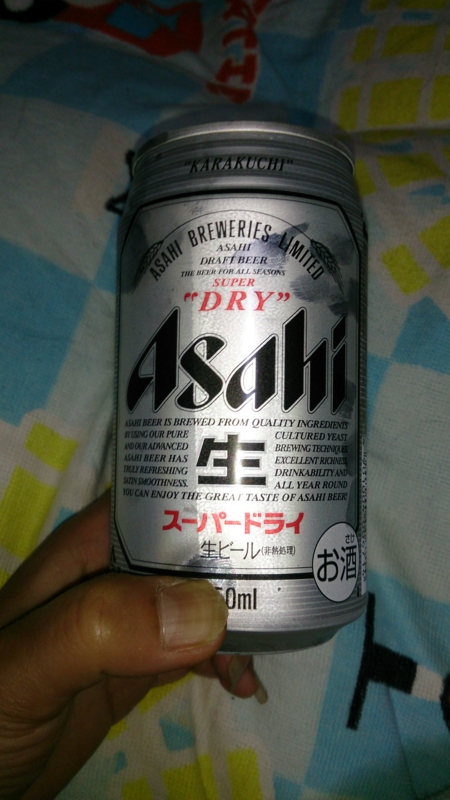 "KARAKUCHI"
ASAHI BREWERIES LIMITED
ASAHI
DRAFT BEER
THE BEER FOR ALL SEASONS
SUPER
"DRY"
Asahi
ASAHI BEER IS BREWED FROM QUALITY INGREDIENTS
BY USING OUR PURE CULTURED YEAST
AND OUR ADVANCED BREWING TECHNIQUES.
ASAHI BEER HAS EXCELLENT RICHNESS,
TRULY REFRESHING DRINKABILITY AND
SATIN SMOOTHNESS. ALL YEAR ROUND
YOU CAN ENJOY THE GREAT TASTE OF ASAHI BEER!
生
スーパードライ
生ビール(非熱処理)
さけ
お酒
50ml